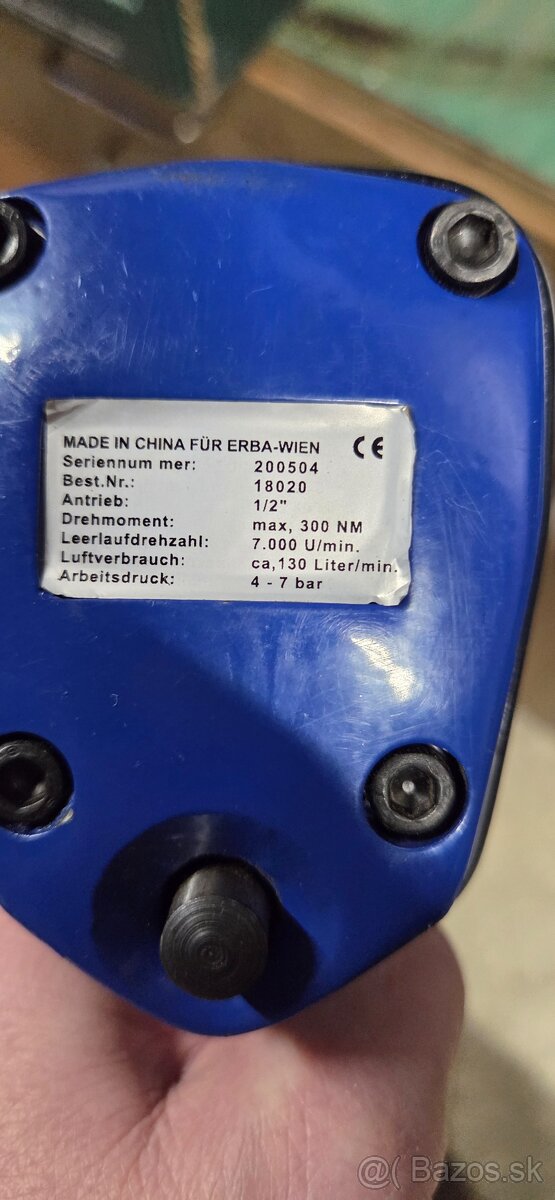 MADE IN CHINA FÜR ERBA-WIEN CE
Seriennum mer: 200504
Best.Nr.: 18020
Antrieb: 1/2"
Drehmoment: max, 300 NM
Leerlaufdrehzahl: 7.000 U/min.
Luftverbrauch: ca,130 Liter/min.
Arbeitsdruck: 4 - 7 bar
@( Bazos.sk